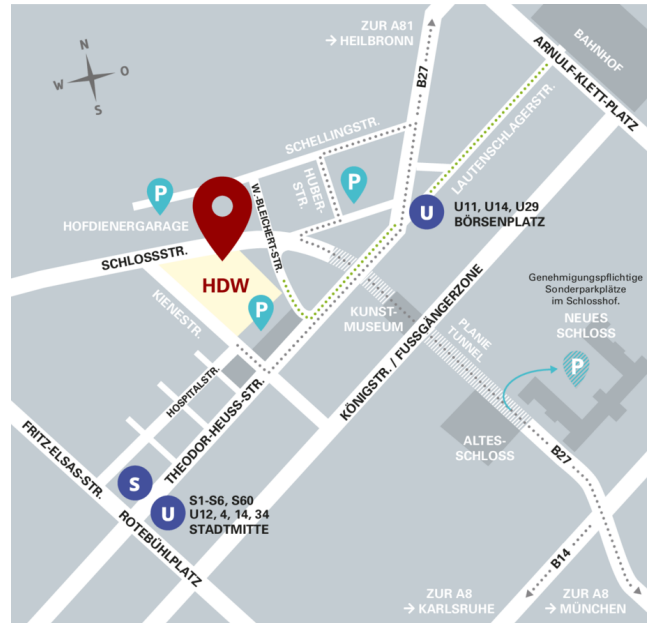 ZUR A81
→ HEILBRONN
BAHNHOF
ARNULF-KLETT-PLATZ
N
W
O
S
B27
LAUTENSCHLAGERSTR.
SCHELLINGSTR.
HUBER-
STR.
P
P
HOFDIENERGARAGE
W.-BLEICHERT-STR.
U
U11, U14, U29
BÖRSENPLATZ
SCHLOSSSTR.
HDW
KIENESTR.
P
KUNST-
MUSEUM
PLANIE
TUNNEL
KÖNIGSTR. / FUSSGÄNGERZONE
Genehmigungspflichtige
Sonderparkplätze
im Schlosshof.
NEUES
SCHLOSS
P
HOSPITALSTR.
THEODOR-HEUSS-STR.
ALTES-
SCHLOSS
B27
FRITZ-ELSAS-STR.
S
U
S1-S6, S60
U12, 4, 14, 34
STADTMITTE
ROTEBÜHLPLATZ
B14
ZUR A8
→ KARLSRUHE
ZUR A8
→ MÜNCHEN